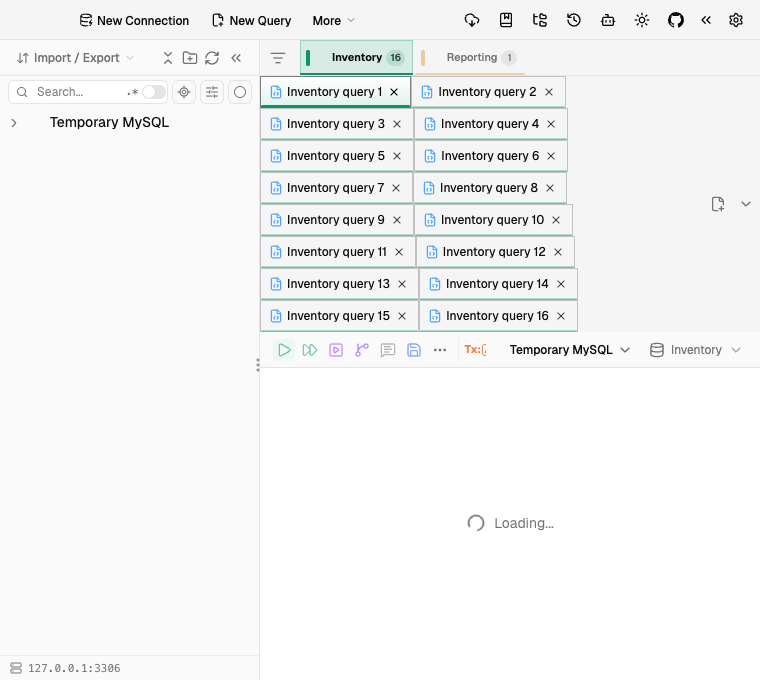 New Connection New Query More
Import / Export Inventory 16 Reporting 1
Search... .* Inventory query 1 Inventory query 2
Temporary MySQL Inventory query 3 Inventory query 4
Inventory query 5 Inventory query 6
Inventory query 7 Inventory query 8
Inventory query 9 Inventory query 10
Inventory query 11 Inventory query 12
Inventory query 13 Inventory query 14
Inventory query 15 Inventory query 16
Tx: Temporary MySQL Inventory
Loading...
127.0.0.1:3306